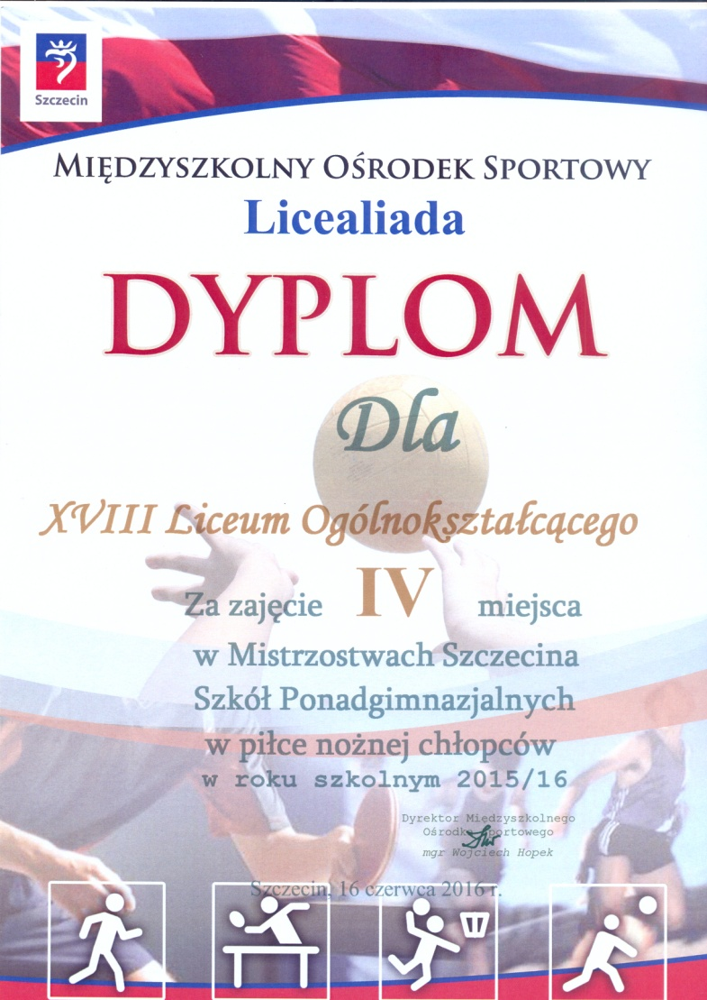 Szczecin
MIĘDZYSZKOLNY OŚRODEK SPORTOWY
Licealiada
DYPLOM
Dla
XVIII Liceum Ogólnokształcącego
Za zajęcie IV miejsca
w Mistrzostwach Szczecina
Szkół Ponadgimnazjalnych
w piłce nożnej chłopców
w roku szkolnym 2015/16
Dyrektor Miedzyszkolnego
Ośrodka Sportowego
mgr Wojciech Hopek
Szczecin, 16 czerwca 2016 r.